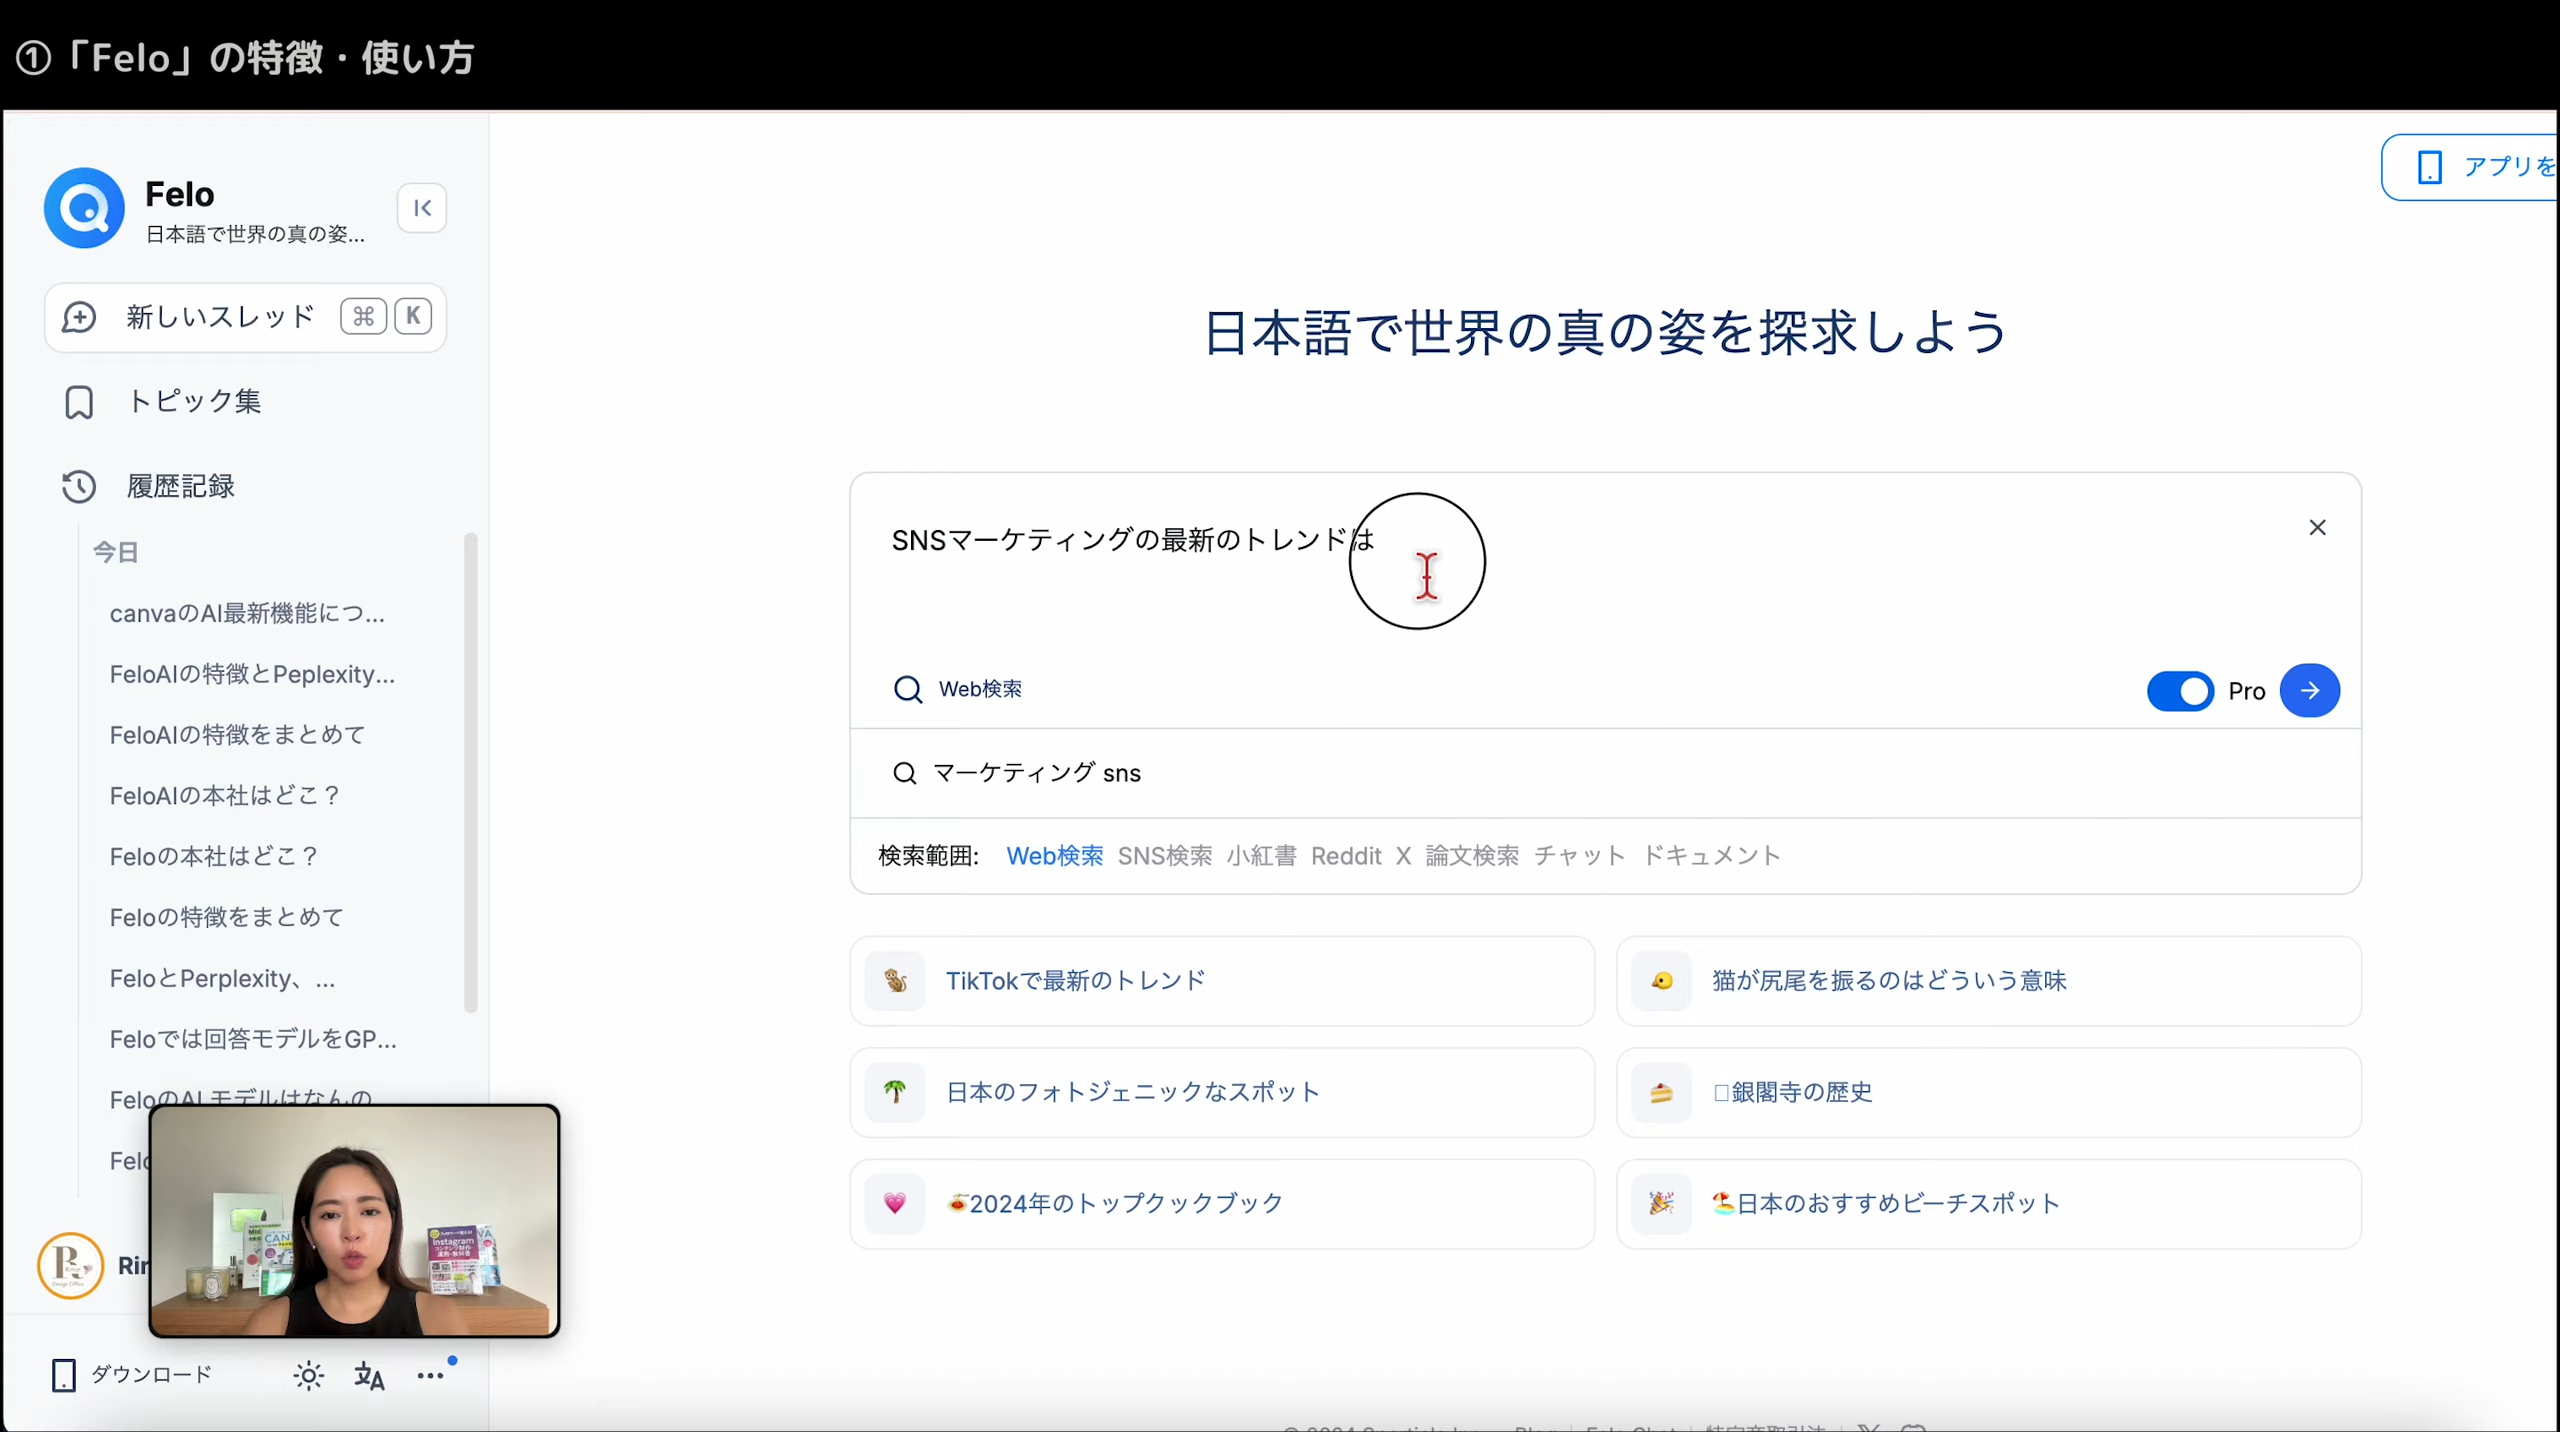 ①「Felo」の特徴・使い方
Felo
日本語で世界の真の姿...
新しいスレッド ⌘ K
トピック集
履歴記録
今日
canvaのAI最新機能につ...
FeloAIの特徴とPeplexity...
FeloAIの特徴をまとめて
FeloAIの本社はどこ？
Feloの本社はどこ？
Feloの特徴をまとめて
FeloとPerplexity、...
Feloでは回答モデルをGP...
FeloのAI モデルはなんの
ダウンロード
アプリを
日本語で世界の真の姿を探求しよう
SNSマーケティングの最新のトレンドは
Web検索
Pro
マーケティング sns
検索範囲: Web検索 SNS検索 小紅書 Reddit X 論文検索 チャット ドキュメント
TikTokで最新のトレンド
猫が尻尾を振るのはどういう意味
日本のフォトジェニックなスポット
銀閣寺の歴史
2024年のトップクックブック
日本のおすすめビーチスポット
Instagram